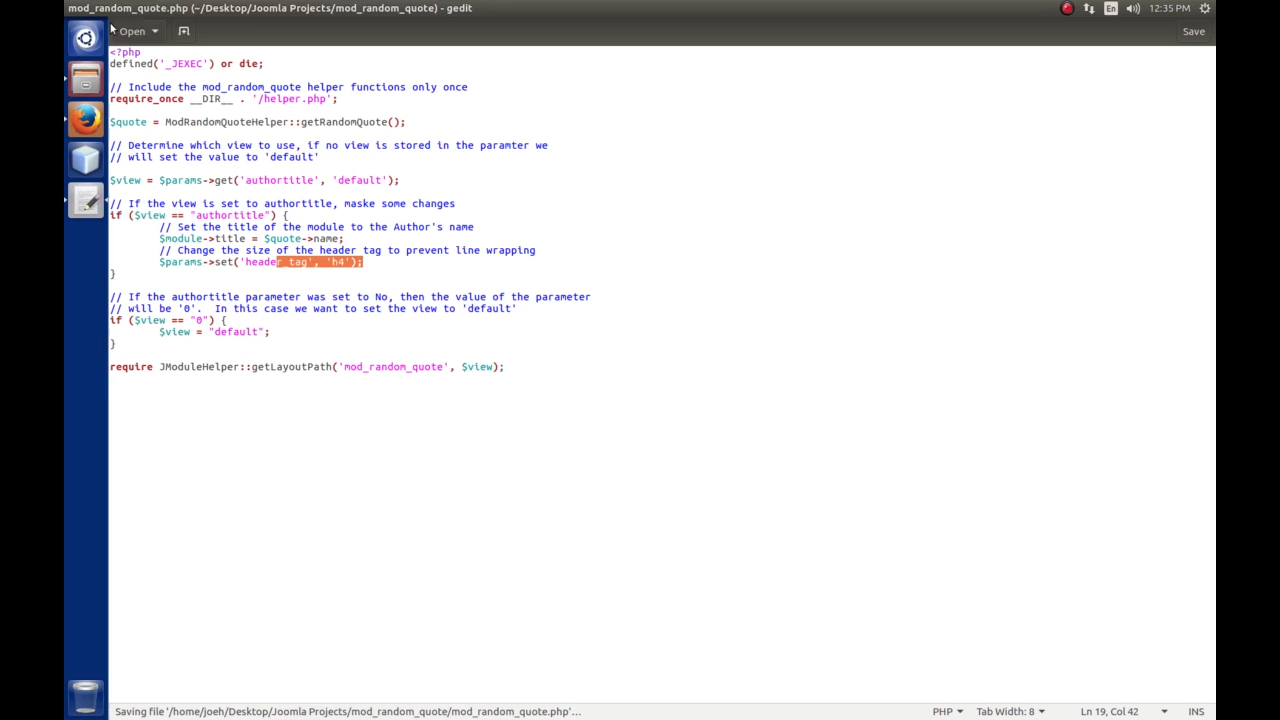 mod_random_quote.php (~/Desktop/Joomla Projects/mod_random_quote) - gedit
En
12:35 PM
Open
Save
<?php
defined('_JEXEC') or die;
// Include the mod_random_quote helper functions only once
require_once __DIR__ . '/helper.php';
$quote = ModRandomQuoteHelper::getRandomQuote();
// Determine which view to use, if no view is stored in the paramter we
// will set the value to 'default'
$view = $params->get('authortitle', 'default');
// If the view is set to authortitle, maske some changes
if ($view == "authortitle") {
// Set the title of the module to the Author's name
$module->title = $quote->name;
// Change the size of the header tag to prevent line wrapping
$params->set('header_tag', 'h4');
}
// If the authortitle parameter was set to No, then the value of the parameter
// will be '0'.  In this case we want to set the view to 'default'
if ($view == "0") {
$view = "default";
}
require JModuleHelper::getLayoutPath('mod_random_quote', $view);
Saving file '/home/joeh/Desktop/Joomla Projects/mod_random_quote/mod_random_quote.php'...
PHP
Tab Width: 8
Ln 19, Col 42
INS